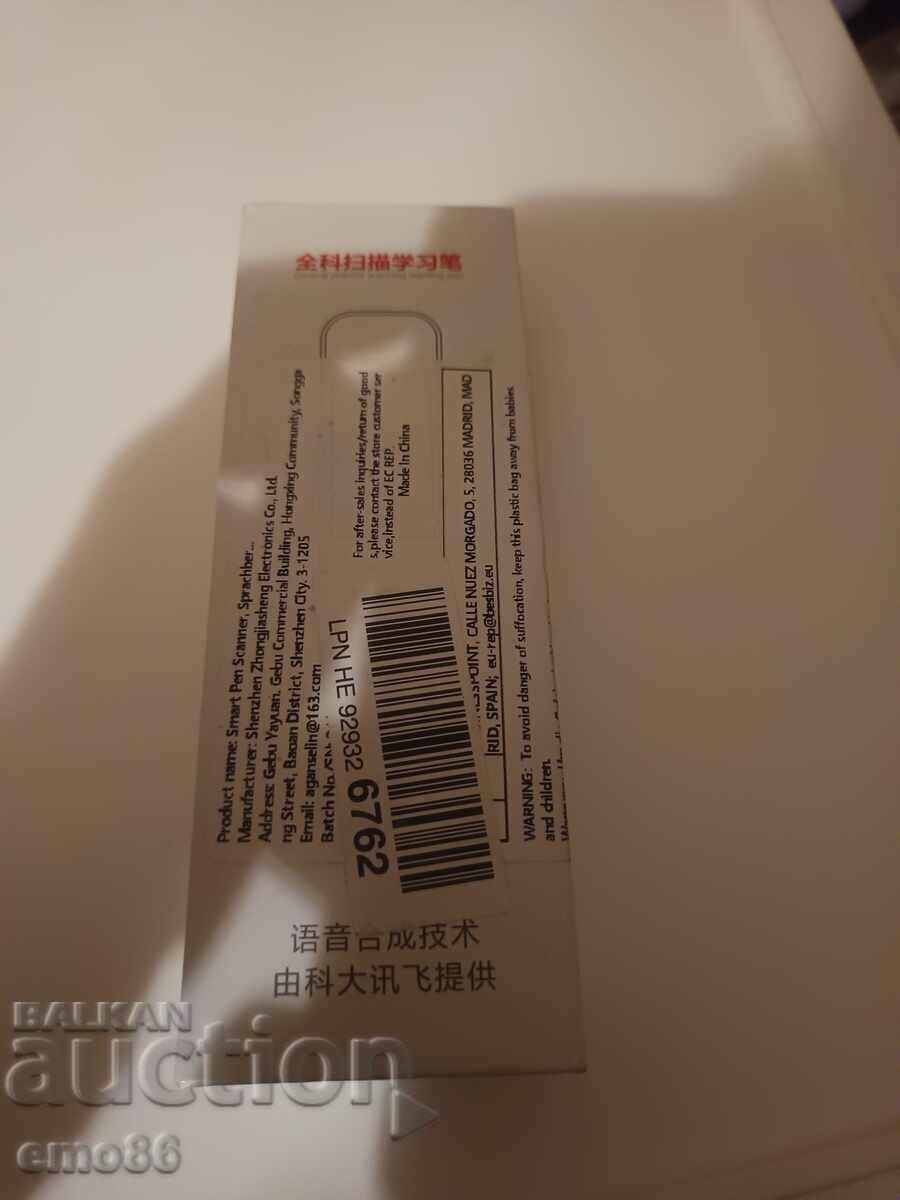 全科扫描学习笔
Product name: Smart Pen Scanner, Sprachber...
Manufacturer: Shenzhen Zhongjiasheng Electronics Co., Ltd.
Address: Gebu Yayuan. Gebu Commercial Building, Hongxing Community, Songga
ng Street, Baoan District, Shenzhen City. 3-1205
Email: aganselin@163.com
Batch No.
For after-sales inquiries/return of good
s,please contact the store customer ser
vice,instead of EC REP.
Made In China
LPN HE 92932 6762
CALLE NUEZ MORGADO, 5, 28036 MADRID, MAD
RID, SPAIN; eu-rep@besbiz.eu
WARNING: To avoid danger of suffocation, keep this plastic bag away from babies
and children.
语音合成技术
由科大讯飞提供
BALKAN
auction
emo86